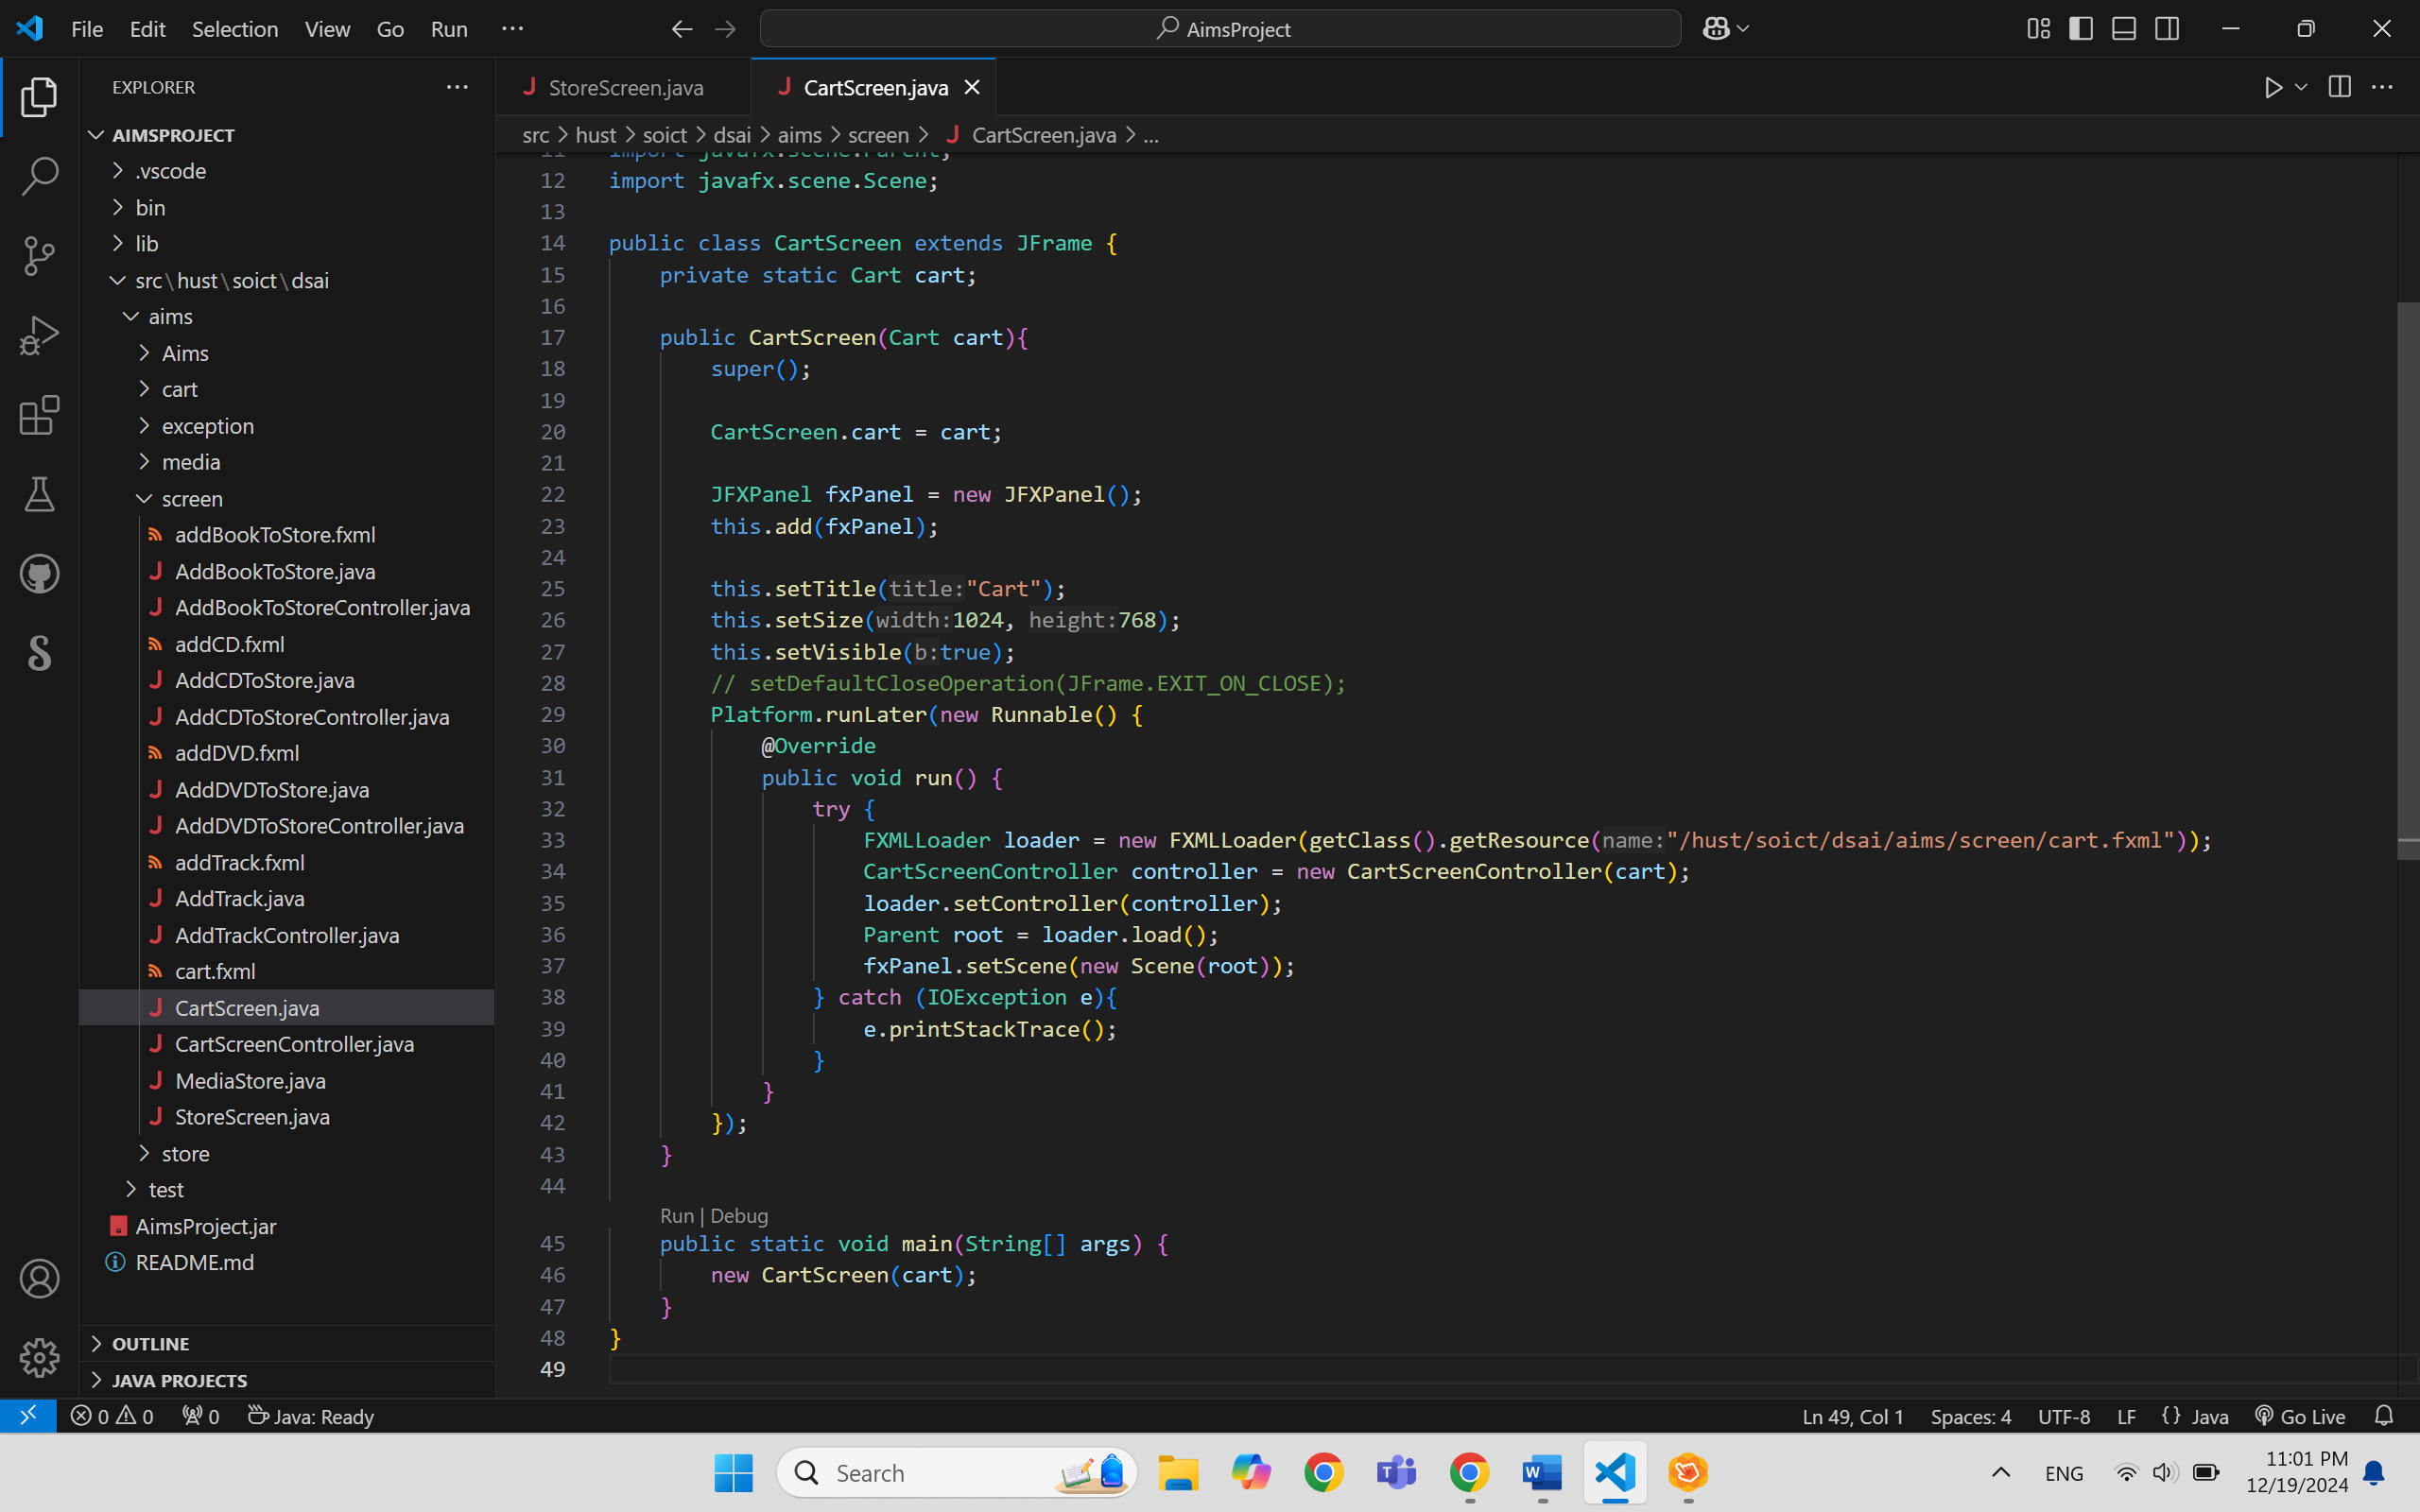 File Edit Selection View Go Run ···
AimsProject
EXPLORER
AIMSPROJECT
.vscode
bin
lib
src\hust\soict\dsai
aims
Aims
cart
exception
media
screen
addBookToStore.fxml
AddBookToStore.java
AddBookToStoreController.java
addCD.fxml
AddCDToStore.java
AddCDToStoreController.java
addDVD.fxml
AddDVDToStore.java
AddDVDToStoreController.java
addTrack.fxml
AddTrack.java
AddTrackController.java
cart.fxml
CartScreen.java
CartScreenController.java
MediaStore.java
StoreScreen.java
store
test
AimsProject.jar
README.md
OUTLINE
JAVA PROJECTS
StoreScreen.java CartScreen.java
src > hust > soict > dsai > aims > screen > CartScreen.java > ...
11 import javafx.scene.Parent;
12 import javafx.scene.Scene;
13
14 public class CartScreen extends JFrame {
15 private static Cart cart;
16
17 public CartScreen(Cart cart){
18 super();
19
20 CartScreen.cart = cart;
21
22 JFXPanel fxPanel = new JFXPanel();
23 this.add(fxPanel);
24
25 this.setTitle(title:"Cart");
26 this.setSize(width:1024, height:768);
27 this.setVisible(b:true);
28 // setDefaultCloseOperation(JFrame.EXIT_ON_CLOSE);
29 Platform.runLater(new Runnable() {
30 @Override
31 public void run() {
32 try {
33 FXMLLoader loader = new FXMLLoader(getClass().getResource(name:"/hust/soict/dsai/aims/screen/cart.fxml"));
34 CartScreenController controller = new CartScreenController(cart);
35 loader.setController(controller);
36 Parent root = loader.load();
37 fxPanel.setScene(new Scene(root));
38 } catch (IOException e){
39 e.printStackTrace();
40 }
41 }
42 });
43 }
44
Run | Debug
45 public static void main(String[] args) {
46 new CartScreen(cart);
47 }
48 }
49
0 0 0 Java: Ready
Ln 49, Col 1 Spaces: 4 UTF-8 LF {} Java Go Live
Search
ENG
11:01 PM
12/19/2024